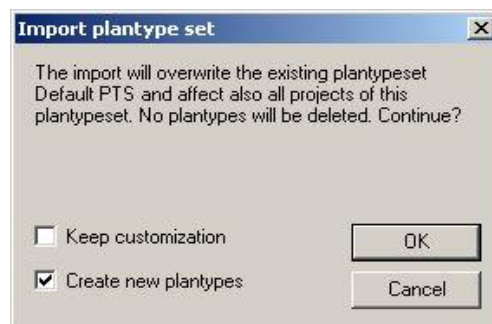 Import plantype set
The import will overwrite the existing plantypeset
Default PTS and affect also all projects of this
plantypeset. No plantypes will be deleted. Continue?
Keep customization
OK
Create new plantypes
Cancel